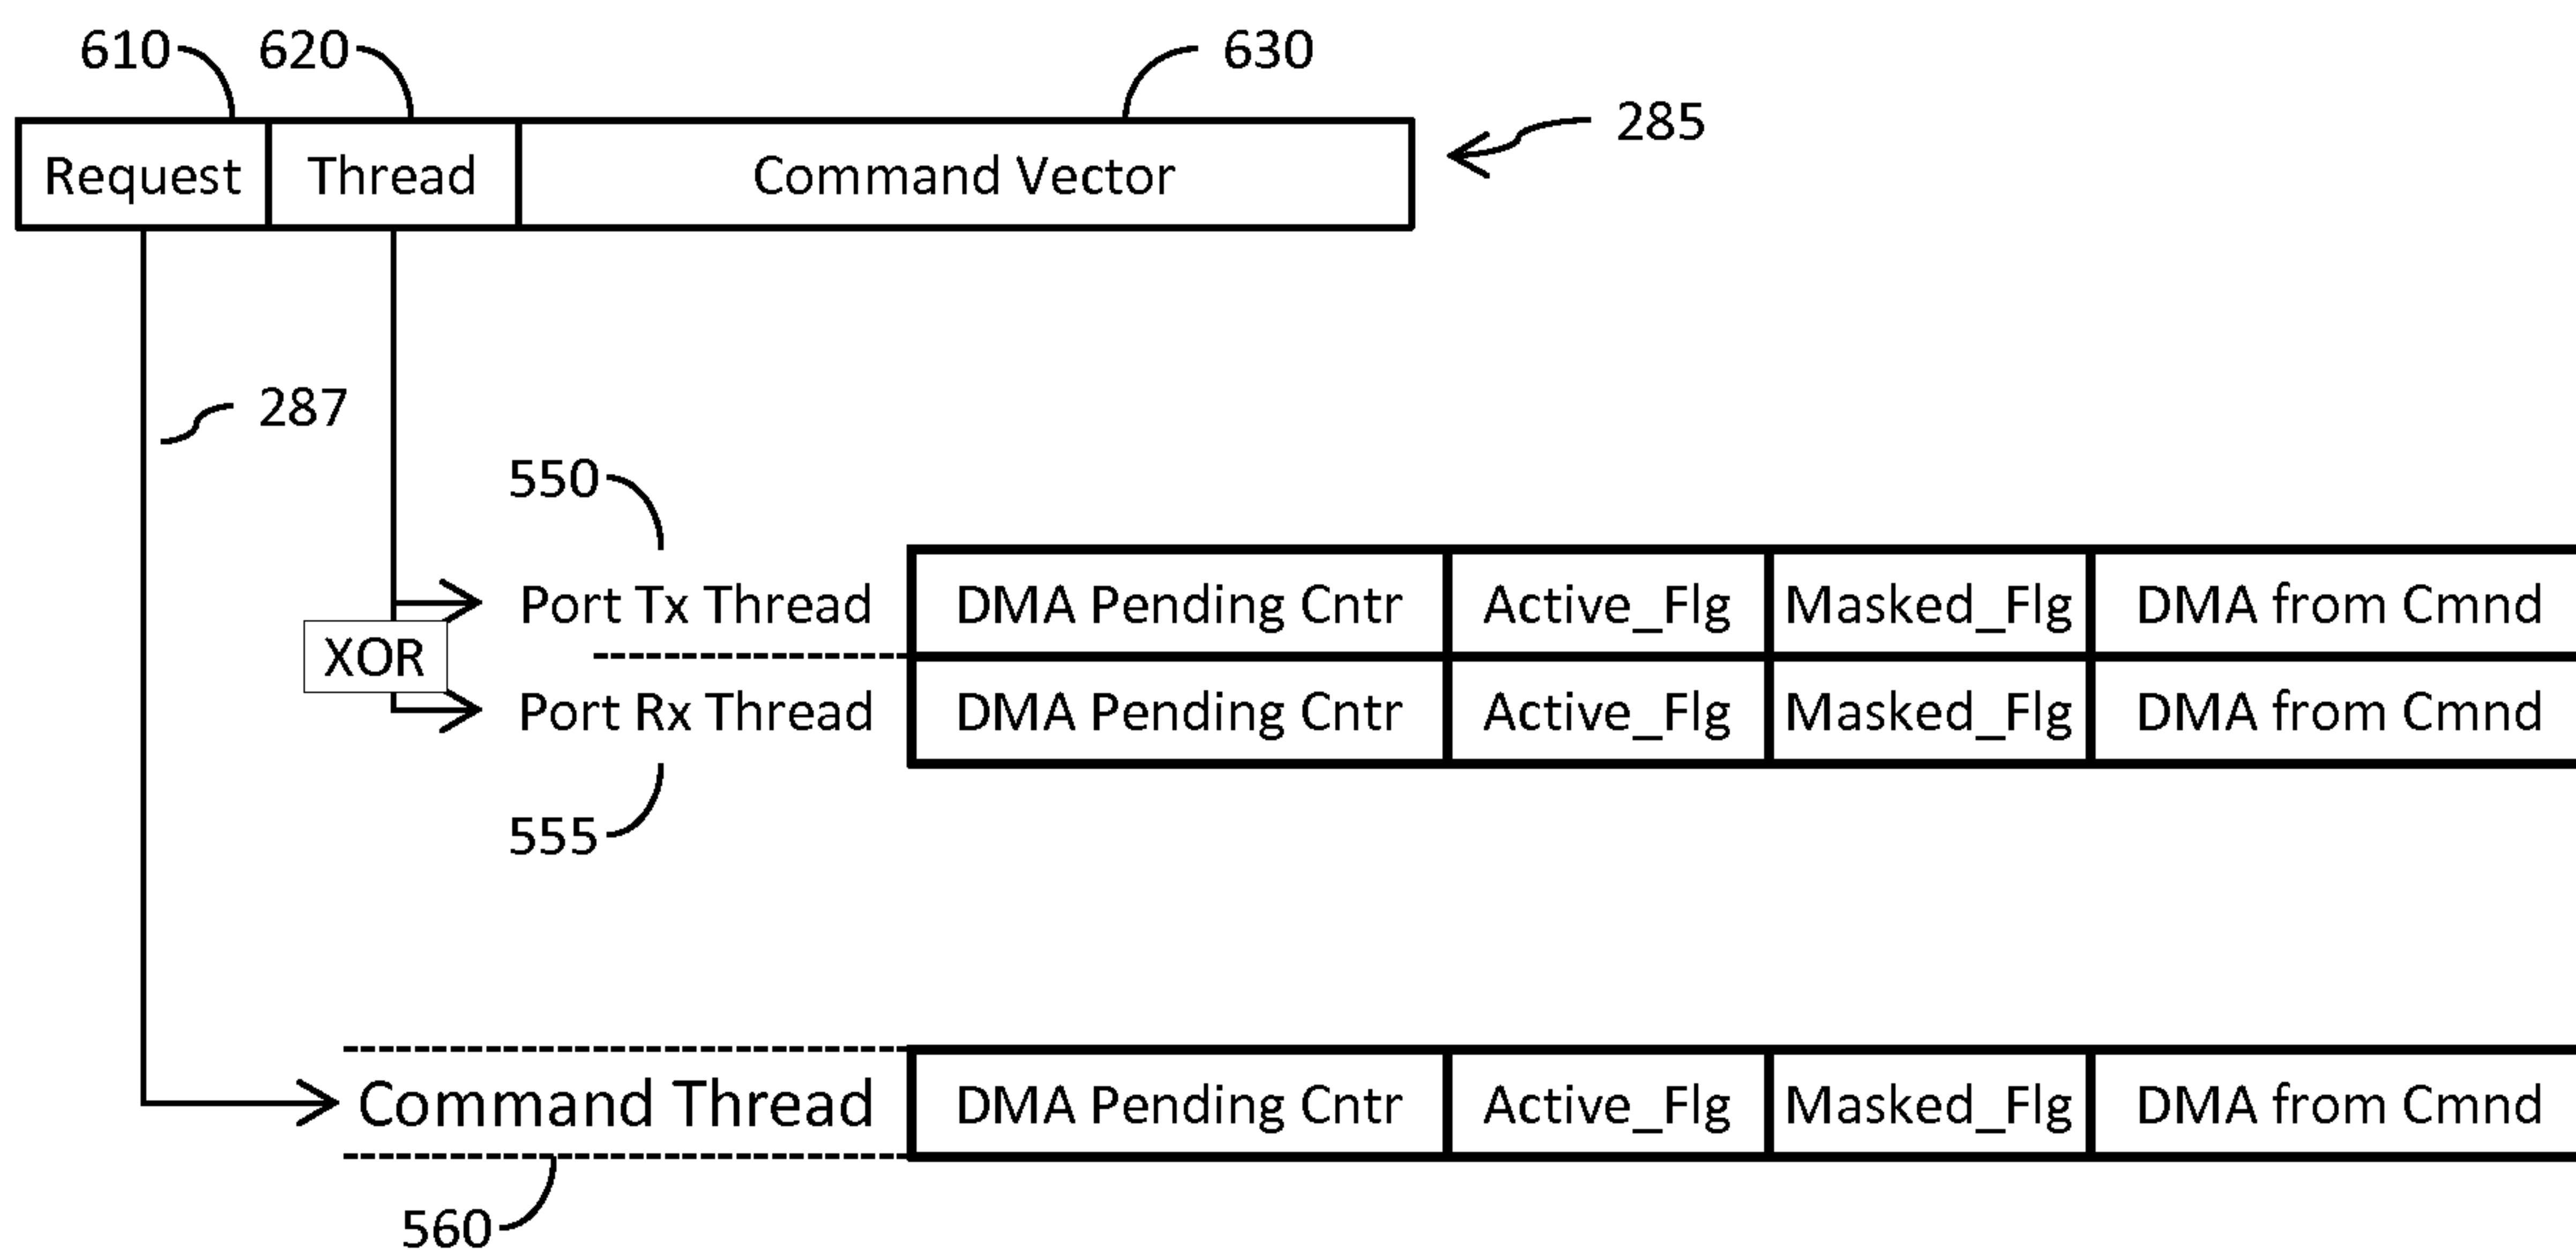 610 620 630
285
Request Thread Command Vector
287
550
Port Tx Thread DMA Pending Cntr Active_Flg Masked_Flg DMA from Cmnd
XOR
Port Rx Thread DMA Pending Cntr Active_Flg Masked_Flg DMA from Cmnd
555
Command Thread DMA Pending Cntr Active_Flg Masked_Flg DMA from Cmnd
560